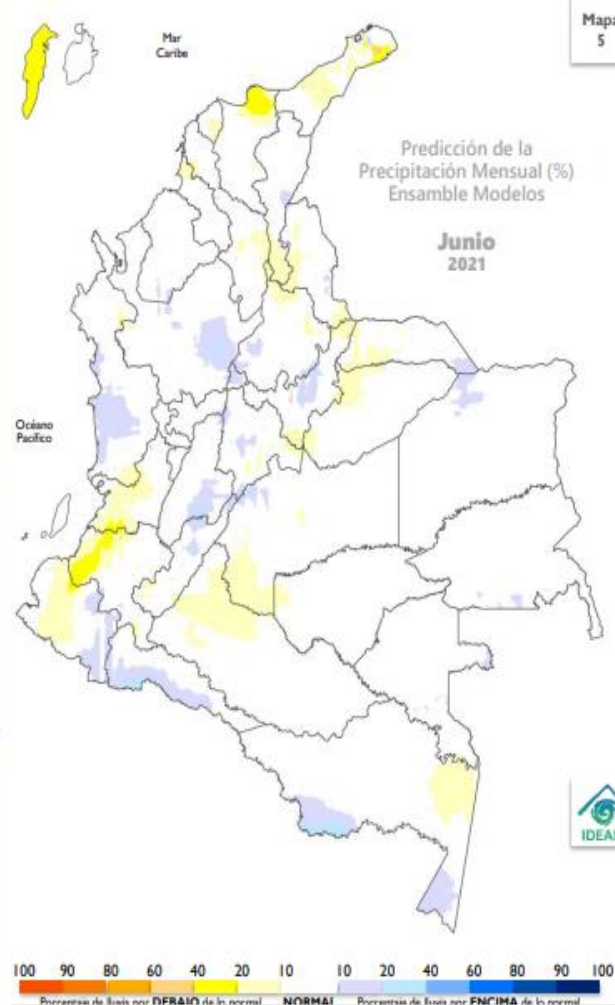 Mapa
5
Mar
Caribe
Predicción de la
Precipitación Mensual (%)
Ensamble Modelos
Junio
2021
Océano
Pacífico
IDEAM
100 90 80 60 40 20 10 10 20 40 60 80 90 100
Porcentaje de lluvia por DEBAJO de lo normal NORMAL Porcentaje de lluvia por ENCIMA de lo normal